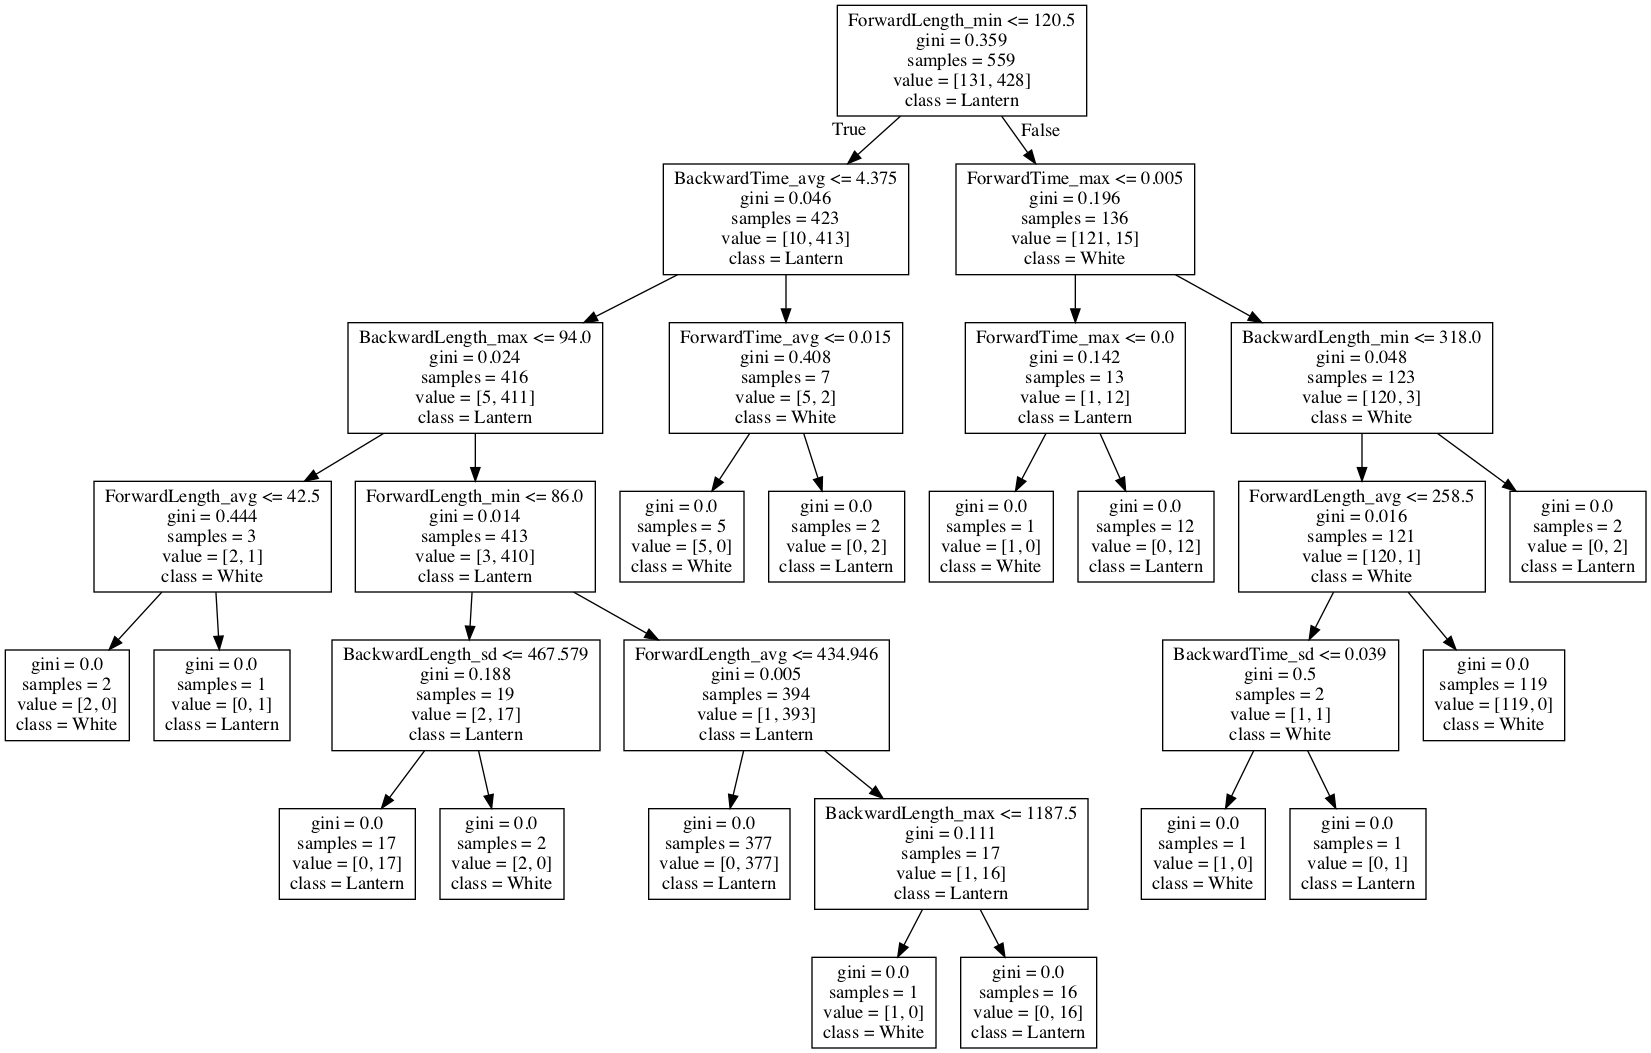 ForwardLength_min <= 120.5
gini = 0.359
samples = 559
value = [131, 428]
class = Lantern
True
False
BackwardTime_avg <= 4.375
gini = 0.046
samples = 423
value = [10, 413]
class = Lantern
ForwardTime_max <= 0.005
gini = 0.196
samples = 136
value = [121, 15]
class = White
BackwardLength_max <= 94.0
gini = 0.024
samples = 416
value = [5, 411]
class = Lantern
ForwardTime_avg <= 0.015
gini = 0.408
samples = 7
value = [5, 2]
class = White
ForwardTime_max <= 0.0
gini = 0.142
samples = 13
value = [1, 12]
class = Lantern
BackwardLength_min <= 318.0
gini = 0.048
samples = 123
value = [120, 3]
class = White
ForwardLength_avg <= 42.5
gini = 0.444
samples = 3
value = [2, 1]
class = White
ForwardLength_min <= 86.0
gini = 0.014
samples = 413
value = [3, 410]
class = Lantern
gini = 0.0
samples = 5
value = [5, 0]
class = White
gini = 0.0
samples = 2
value = [0, 2]
class = Lantern
gini = 0.0
samples = 1
value = [1, 0]
class = White
gini = 0.0
samples = 12
value = [0, 12]
class = Lantern
ForwardLength_avg <= 258.5
gini = 0.016
samples = 121
value = [120, 1]
class = White
gini = 0.0
samples = 2
value = [0, 2]
class = Lantern
gini = 0.0
samples = 2
value = [2, 0]
class = White
gini = 0.0
samples = 1
value = [0, 1]
class = Lantern
BackwardLength_sd <= 467.579
gini = 0.188
samples = 19
value = [2, 17]
class = Lantern
ForwardLength_avg <= 434.946
gini = 0.005
samples = 394
value = [1, 393]
class = Lantern
BackwardTime_sd <= 0.039
gini = 0.5
samples = 2
value = [1, 1]
class = White
gini = 0.0
samples = 119
value = [119, 0]
class = White
gini = 0.0
samples = 17
value = [0, 17]
class = Lantern
gini = 0.0
samples = 2
value = [2, 0]
class = White
gini = 0.0
samples = 377
value = [0, 377]
class = Lantern
BackwardLength_max <= 1187.5
gini = 0.111
samples = 17
value = [1, 16]
class = Lantern
gini = 0.0
samples = 1
value = [1, 0]
class = White
gini = 0.0
samples = 1
value = [0, 1]
class = Lantern
gini = 0.0
samples = 1
value = [1, 0]
class = White
gini = 0.0
samples = 16
value = [0, 16]
class = Lantern